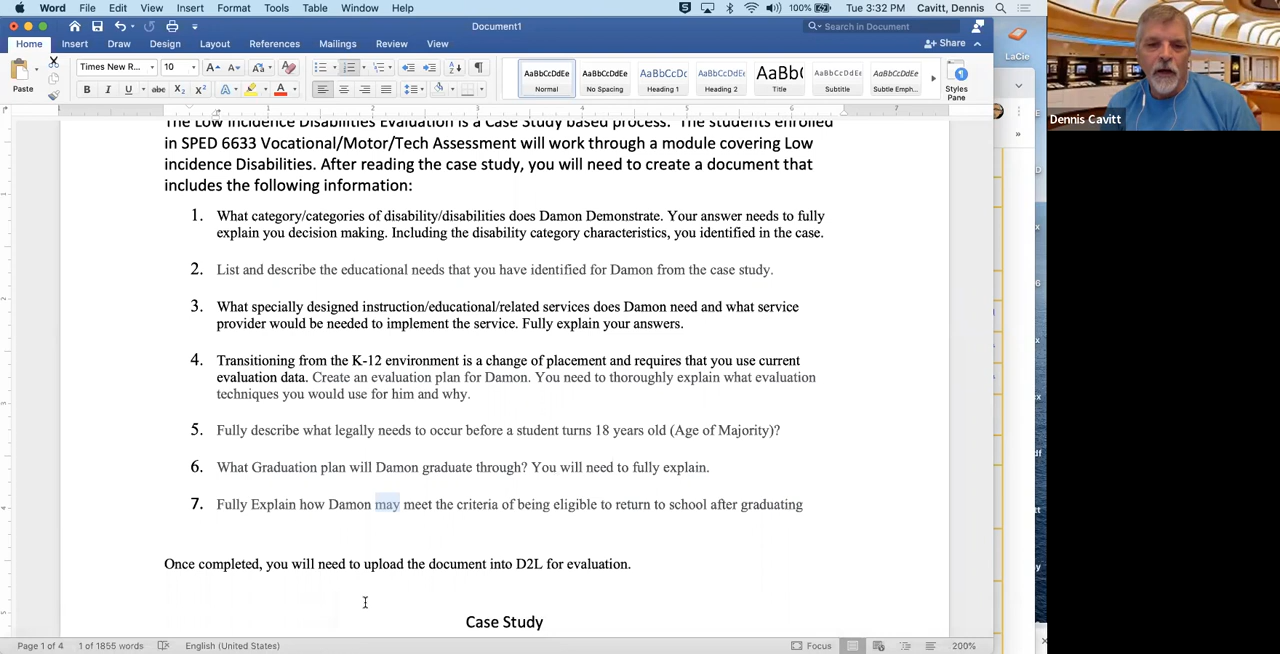 Word File Edit View Insert Format Tools Table Window Help 100% Tue 3:32 PM Cavitt, Dennis
Document1
Search in Document
Home Insert Draw Design Layout References Mailings Review View
Share
Paste
Times New R... 10
AaBbCcDdEe AaBbCcDdEe AaBbCcDc AaBbCcDdEe AaBb( AaBbCcDdEe AaBbCcDdEe
Normal No Spacing Heading 1 Heading 2 Title Subtitle Subtle Emph...
Styles Pane
LaCie
Dennis Cavitt
2 3 4 5 6 7
The Low Incidence Disabilities Evaluation is a Case Study based process. The students enrolled
in SPED 6633 Vocational/Motor/Tech Assessment will work through a module covering Low
incidence Disabilities. After reading the case study, you will need to create a document that
includes the following information:
1. What category/categories of disability/disabilities does Damon Demonstrate. Your answer needs to fully
explain you decision making. Including the disability category characteristics, you identified in the case.
2. List and describe the educational needs that you have identified for Damon from the case study.
3. What specially designed instruction/educational/related services does Damon need and what service
provider would be needed to implement the service. Fully explain your answers.
4. Transitioning from the K-12 environment is a change of placement and requires that you use current
evaluation data. Create an evaluation plan for Damon. You need to thoroughly explain what evaluation
techniques you would use for him and why.
5. Fully describe what legally needs to occur before a student turns 18 years old (Age of Majority)?
6. What Graduation plan will Damon graduate through? You will need to fully explain.
7. Fully Explain how Damon may meet the criteria of being eligible to return to school after graduating
Once completed, you will need to upload the document into D2L for evaluation.
Case Study
Page 1 of 4 1 of 1855 words English (United States) Focus 200%